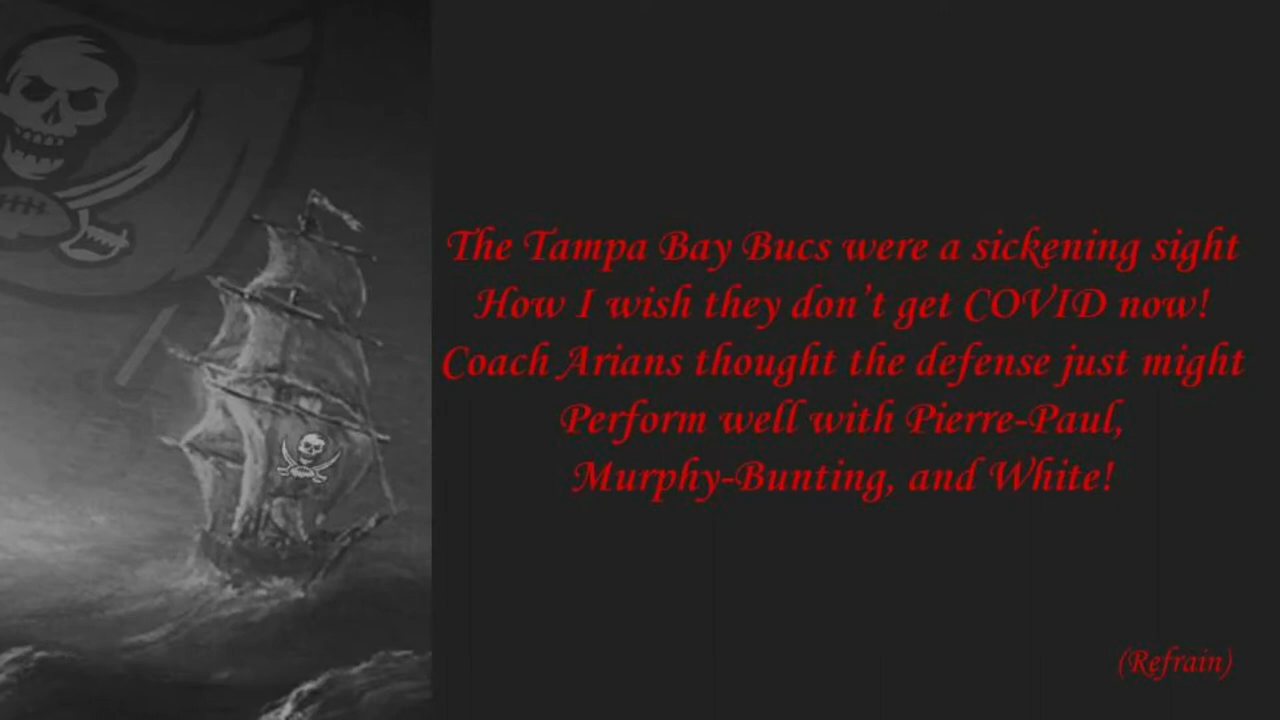 The Tampa Bay Bucs were a sickening sight
How I wish they don't get COVID now!
Coach Arians thought the defense just might
Perform well with Pierre-Paul,
Murphy-Bunting, and White!
(Refrain)